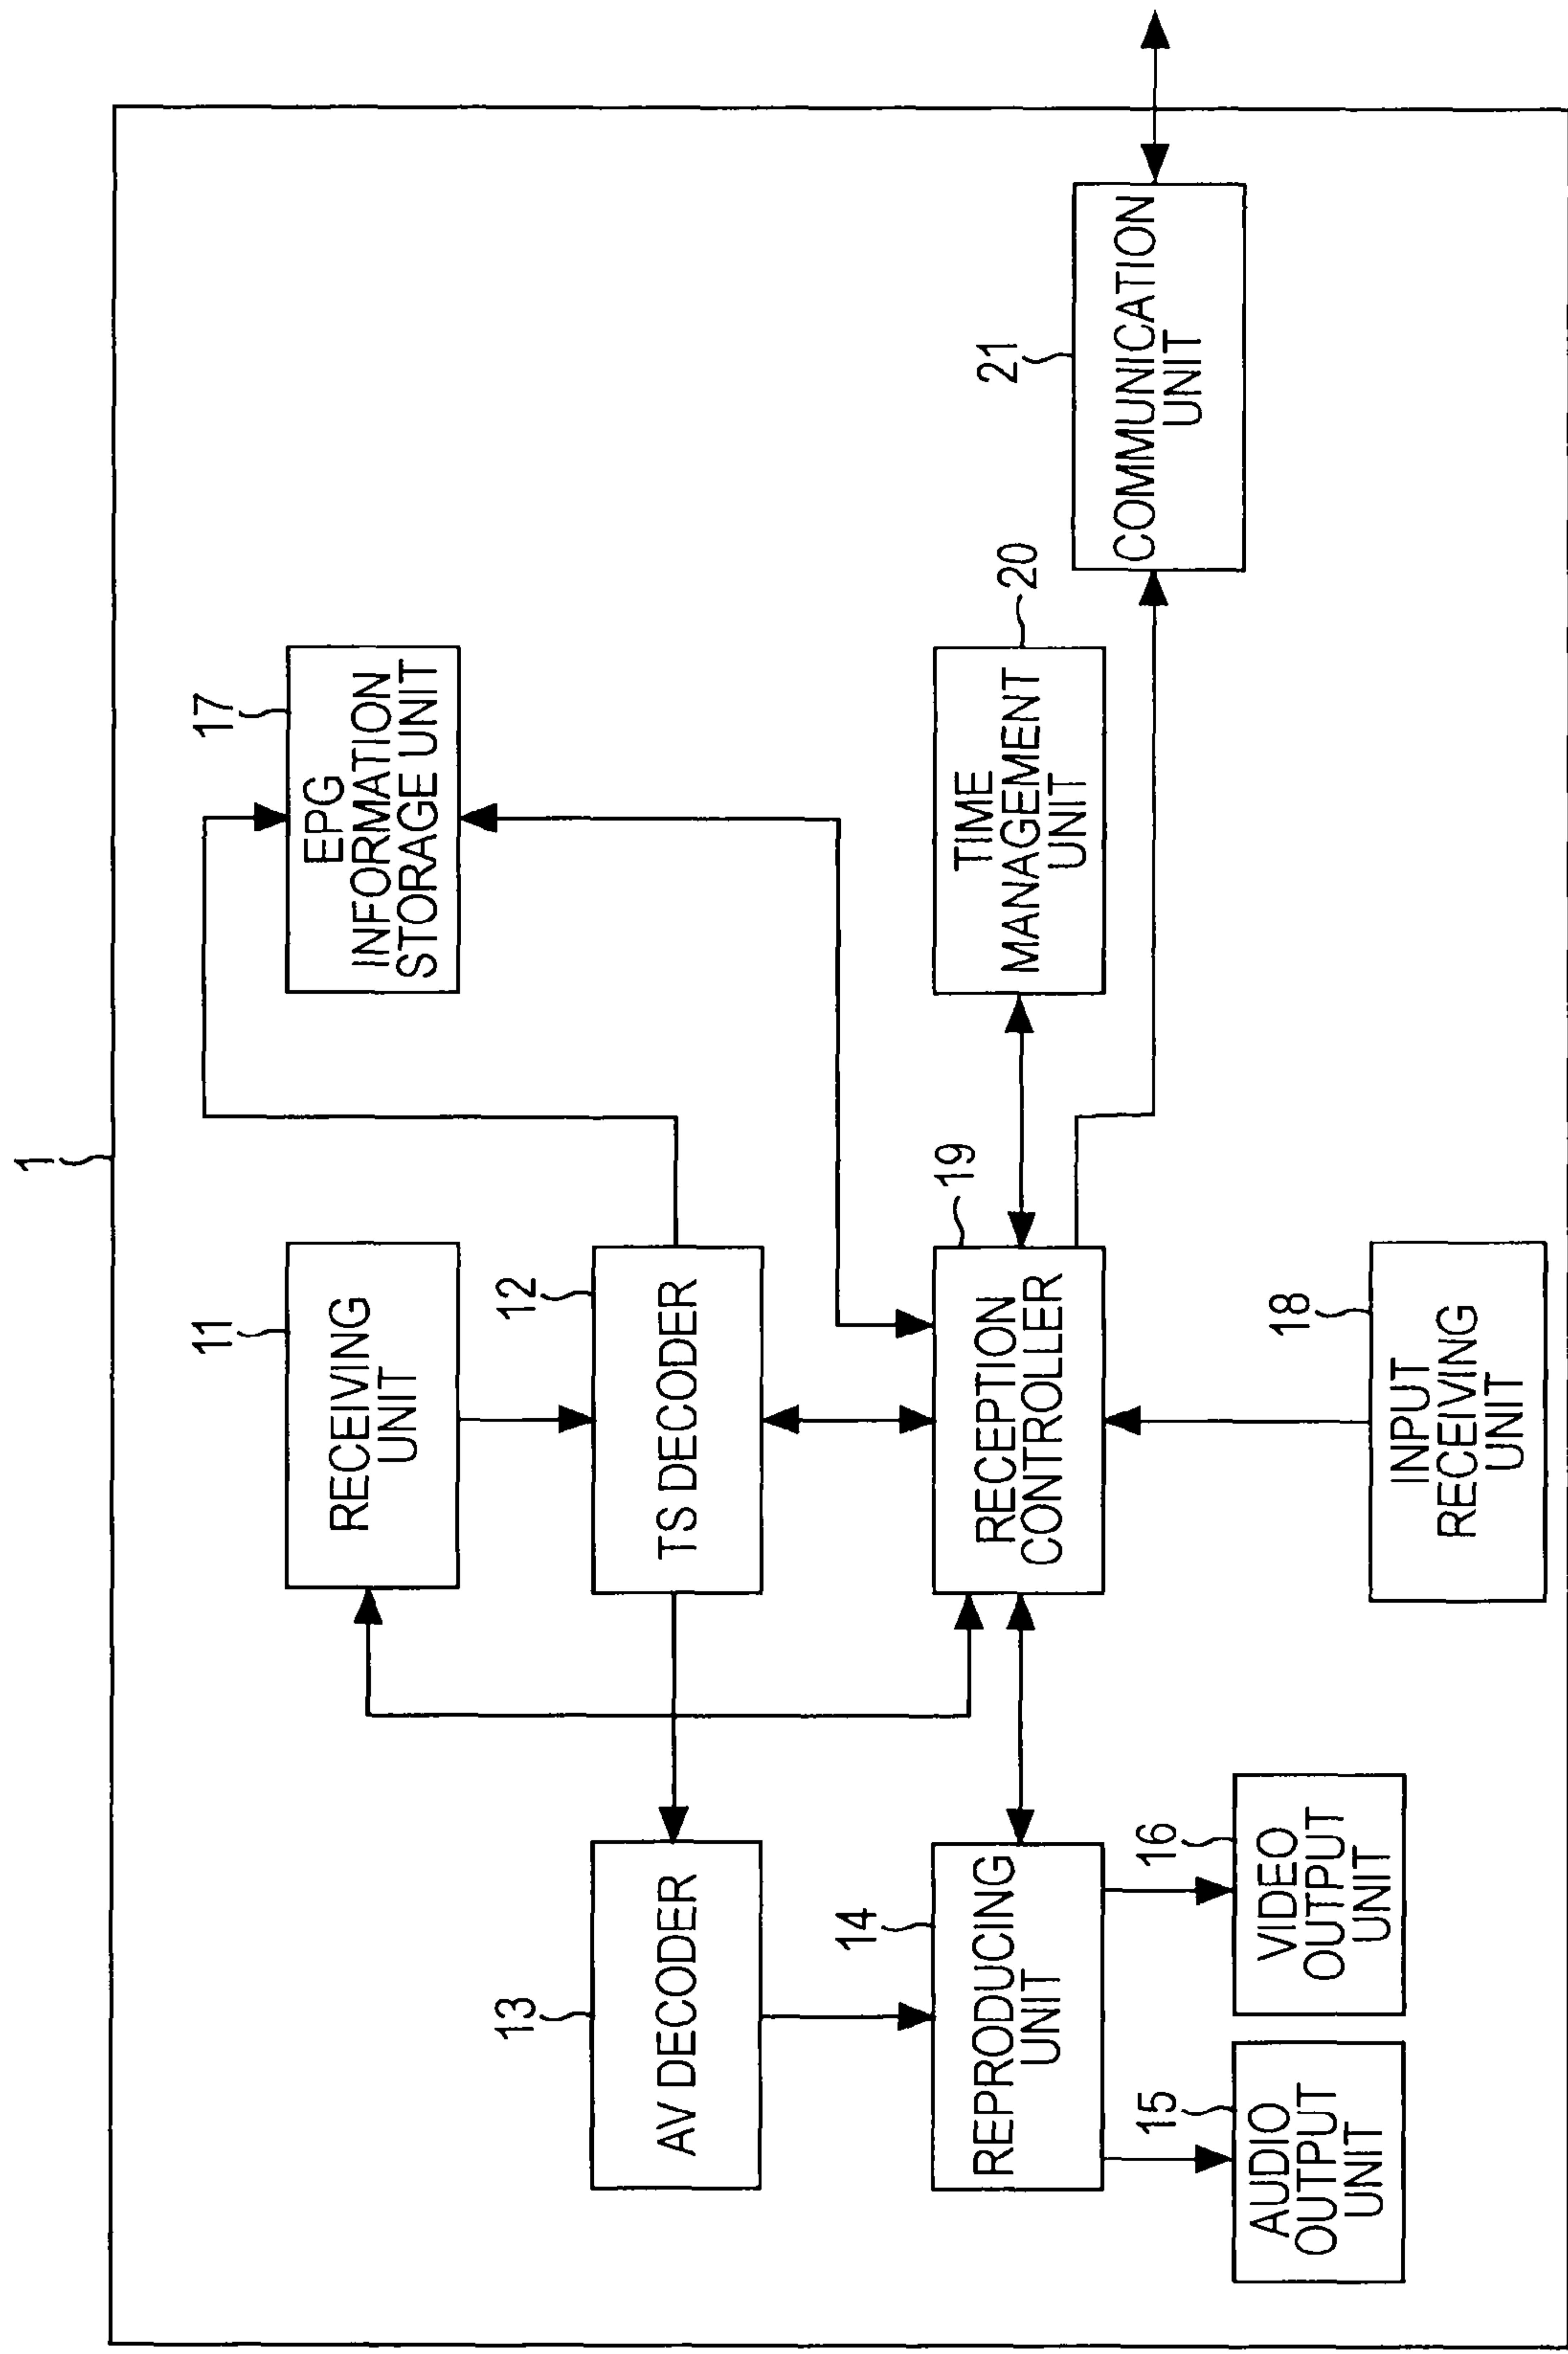 1
11
RECEIVING
UNIT
17
EPG
INFORMATION
STORAGE UNIT
13
AV DECODER
12
TS DECODER
14
REPRODUCING
UNIT
19
RECEPTION
CONTROLLER
20
TIME
MANAGEMENT
UNIT
21
COMMUNICATION
UNIT
15
AUDIO
OUTPUT
UNIT
16
VIDEO
OUTPUT
UNIT
18
INPUT
RECEIVING
UNIT